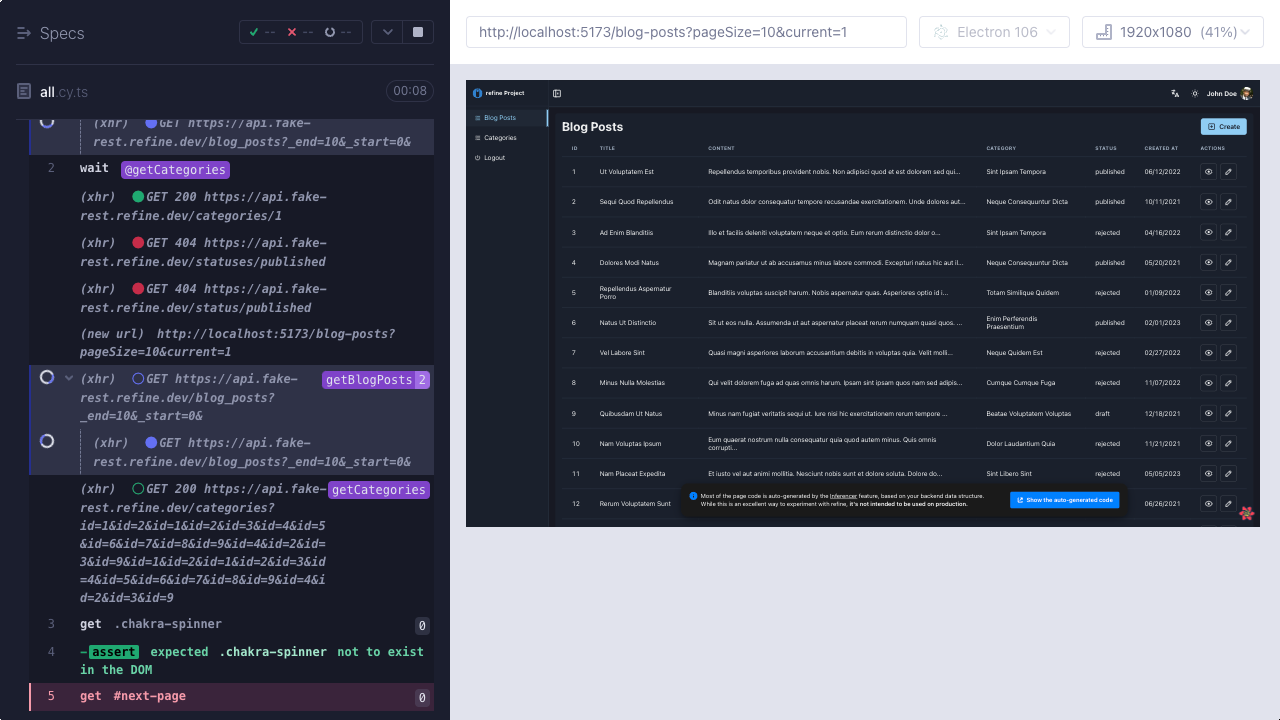 Specs
-- -- --
all.cy.ts
00:08
(xhr) GET https://api.fake-
rest.refine.dev/blog_posts?_end=10&_start=0&
2 wait @getCategories
(xhr) GET 200 https://api.fake-
rest.refine.dev/categories/1
(xhr) GET 404 https://api.fake-
rest.refine.dev/statuses/published
(xhr) GET 404 https://api.fake-
rest.refine.dev/statuses/published
(new url) http://localhost:5173/blog-posts?
pageSize=10&current=1
(xhr) GET https://api.fake- getBlogPosts 2
rest.refine.dev/blog_posts?
_end=10&_start=0&
(xhr) GET https://api.fake-
rest.refine.dev/blog_posts?_end=10&_start=0&
(xhr) GET https://api.fake- getCategories
rest.refine.dev/categories?
id=1&id=2&id=1&id=2&id=3&id=4&id=5
&id=6&id=7&id=8&id=9&id=4&id=2&id=
3&id=9&id=1&id=2&id=1&id=2&id=3&id
=4&id=5&id=6&id=7&id=8&id=9&id=4&i
d=2&id=3&id=9
3 get .chakra-spinner 0
4 -assert expected .chakra-spinner not to exist
in the DOM
5 get #next-page 0
http://localhost:5173/blog-posts?pageSize=10&current=1
Electron 106
1920x1080 (41%)
refine Project
John Doe
Blog Posts
Categories
Logout
Blog Posts
Create
ID TITLE CONTENT CATEGORY STATUS CREATED AT ACTIONS
1 Ut Voluptatem Est Repellendus temporibus provident nobis. Non adipisci quod et est dolorem sed qui... Sint Ipsam Tempora published 06/12/2022
2 Sequi Quod Repellendus Odit natus dolor consequatur tempore recusandae exercitationem. Unde dolores aut... Neque Consequuntur Dicta published 10/11/2021
3 Ad Enim Blanditiis Illo et facilis deleniti voluptatem neque et optio. Eum rerum distinctio dolor o... Sint Ipsam Tempora rejected 04/16/2022
4 Dolores Modi Natus Magnam pariatur ut ab accusamus minus labore commodi. Excepturi natus hic aut il... Neque Consequuntur Dicta published 05/20/2021
5 Repellendus Aspernatur Porro Blanditiis voluptas suscipit harum. Nobis aspernatur quas. Asperiores optio id i... Totam Similique Quidem rejected 01/09/2022
6 Natus Ut Distinctio Sit ut eos nulla. Assumenda ut aut aspernatur placeat rerum numquam quasi quos. ... Enim Perferendis Praesentium published 02/01/2023
7 Vel Labore Sint Quasi magni asperiores laborum accusantium debitis in voluptas quia. Velit molli... Neque Quidem Est rejected 02/27/2022
8 Minus Nulla Molestias Qui velit dolorem fuga ad quas omnis harum. Ipsam sint ipsam quos nam sed adipis... Cumque Cumque Fuga rejected 11/07/2022
9 Quibusdam Ut Natus Minus nam fugiat veritatis sequi ut. Iure nisi hic exercitationem rerum tempore ... Beatae Voluptatem Voluptas draft 12/18/2021
10 Nam Voluptas Ipsum Eum quaerat nostrum nulla consequatur quia quod autem minus. Quis omnis corrupti... Dolor Laudantium Quia rejected 11/21/2021
11 Nam Placeat Expedita Et iusto vel aut animi mollitia. Nesciunt nobis sunt et dolore soluta. Dolore do... Sint Libero Sint rejected 05/05/2023
12 Rerum Voluptatem Sunt 06/26/2021
Most of the page code is auto-generated by the Inferencer feature, based on your backend data structure.
While this is an excellent way to experiment with refine, it's not intended to be used on production.
Show the auto-generated code